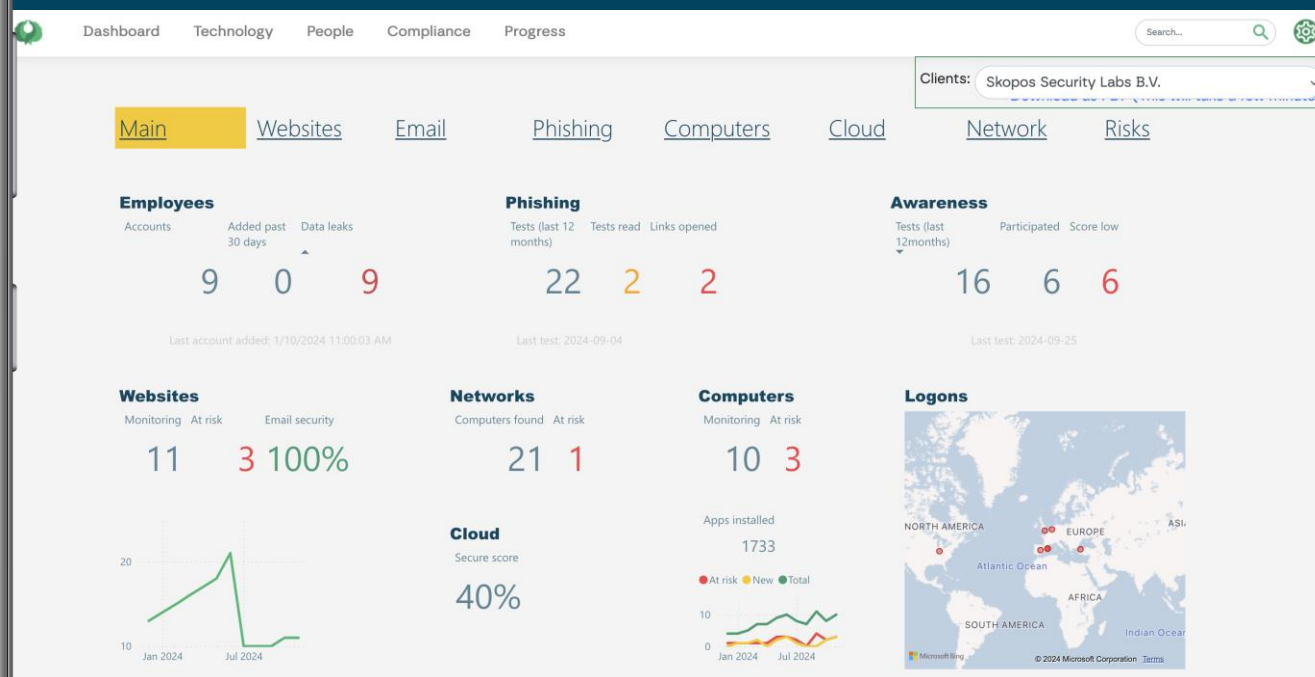 Dashboard Technology People Compliance Progress
Search...
Clients: Skopos Security Labs B.V.
Main Websites Email Phishing Computers Cloud Network Risks
Employees
Accounts Added past 30 days Data leaks
9 0 9
Last account added: 1/10/2024 11:00:03 AM
Phishing
Tests (last 12 months) Tests read Links opened
22 2 2
Last test: 2024-09-04
Awareness
Tests (last 12months) Participated Score low
16 6 6
Last test: 2024-09-25
Websites
Monitoring At risk Email security
11 3 100%
20
10
Jan 2024 Jul 2024
Networks
Computers found At risk
21 1
Cloud
Secure score
40%
Computers
Monitoring At risk
10 3
Apps installed
1733
At risk New Total
10
0
Jan 2024 Jul 2024
Logons
NORTH AMERICA
EUROPE
ASI
Atlantic Ocean
AFRICA
SOUTH AMERICA
Indian Ocean
Microsoft Bing
© 2024 Microsoft Corporation Terms